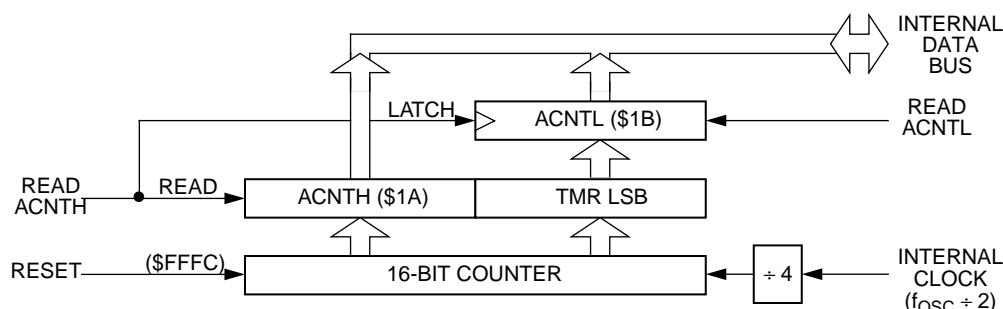 INTERNAL
DATA
BUS
LATCH
ACNTL ($1B)
READ
ACNTL
READ
ACNTH
READ
ACNTH ($1A)
TMR LSB
RESET
($FFFC)
16-BIT COUNTER
÷ 4
INTERNAL
CLOCK
(fOSC ÷ 2)